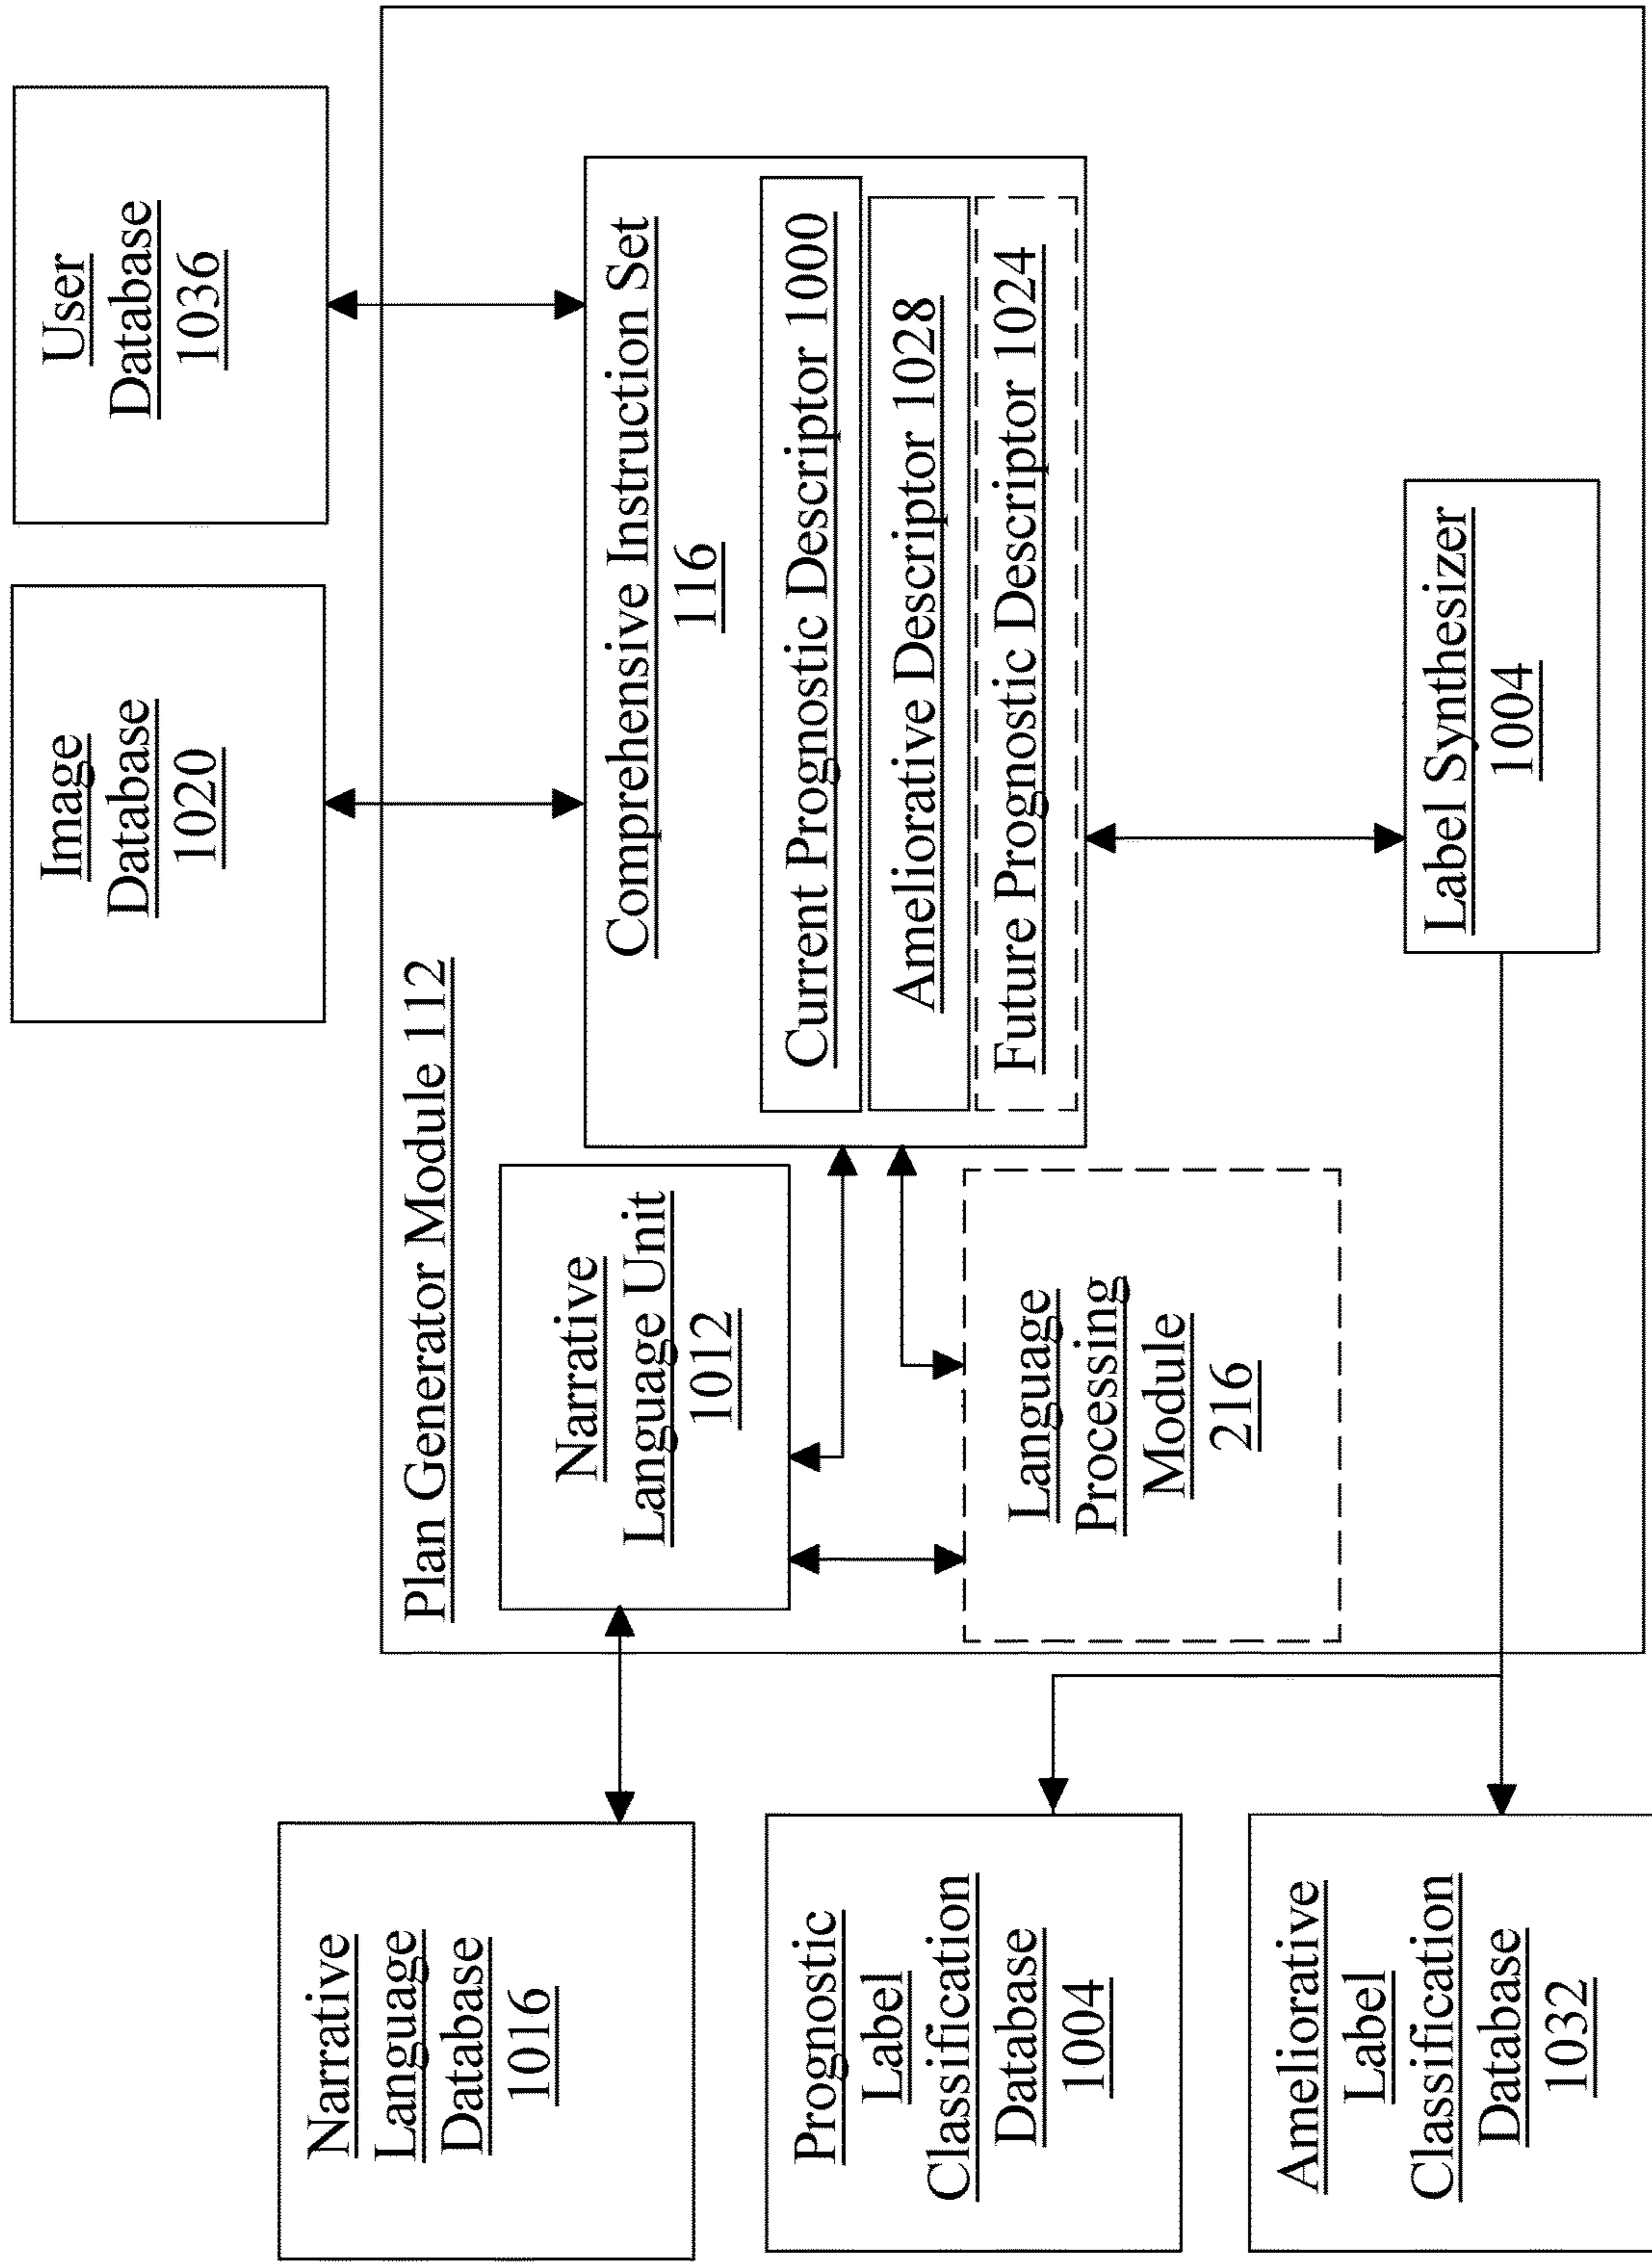 User
Database
1036
Image
Database
1020
Plan Generator Module 112
Comprehensive Instruction Set
116
Current Prognostic Descriptor 1000
Ameliorative Descriptor 1028
Future Prognostic Descriptor 1024
Narrative
Language Unit
1012
Language
Processing
Module
216
Label Synthesizer
1004
Narrative
Language
Database
1016
Prognostic
Label
Classification
Database
1004
Ameliorative
Label
Classification
Database
1032